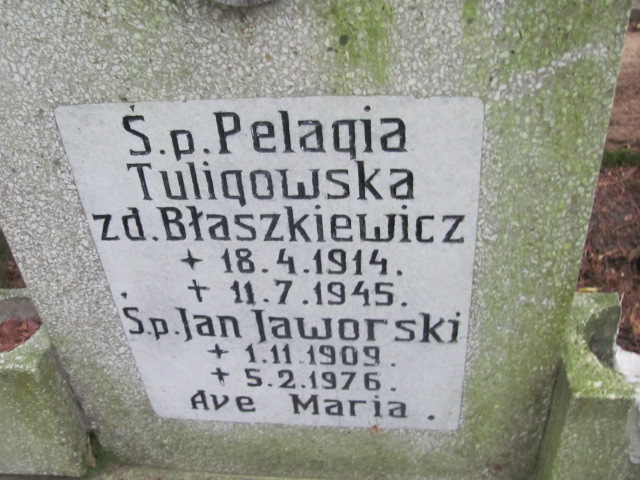 Ś.p. Pelagia
Tuligowska
zd. Błaszkiewicz
+ 18.4.1914.
+ 11.7.1945.
Ś.p. Jan Jaworski
+ 1.11.1909.
+ 5.2.1976.
Ave Maria.